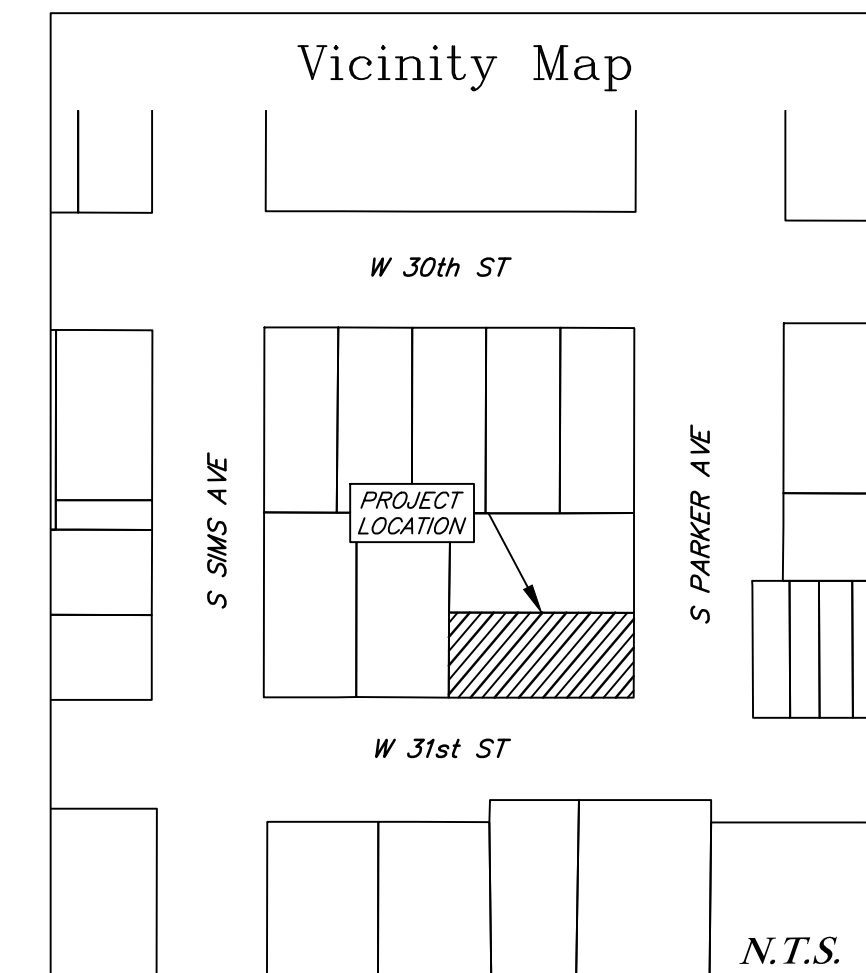 Vicinity Map
W 30th ST
S SIMS AVE
PROJECT
LOCATION
S PARKER AVE
W 31st ST
N.T.S.